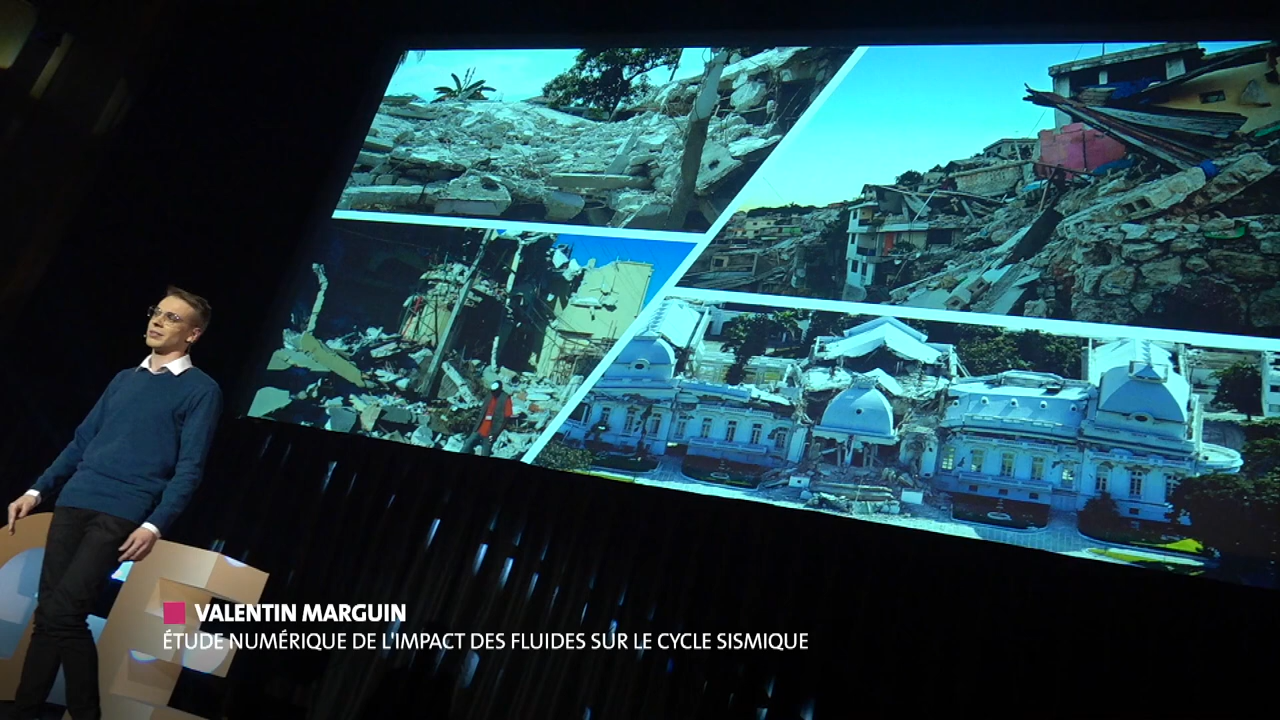 VALENTIN MARGUIN
ÉTUDE NUMÉRIQUE DE L'IMPACT DES FLUIDES SUR LE CYCLE SISMIQUE